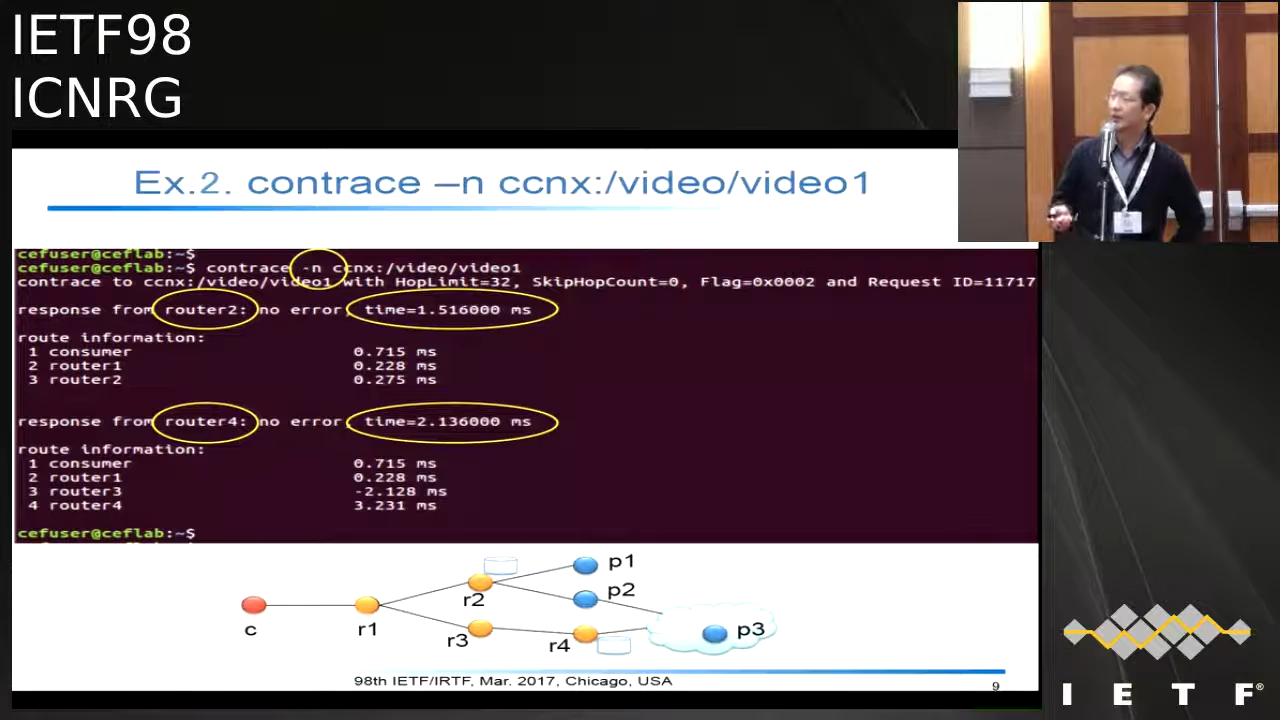 IETF98
ICNRG
Ex.2. contrace –n ccnx:/video/video1
cefuser@ceflab:~$
cefuser@ceflab:~$ contrace -n ccnx:/video/video1
contrace to ccnx:/video/video1 with HopLimit=32, SkipHopCount=0, Flag=0x0002 and Request ID=11717
response from router2: no error, time=1.516000 ms
route information:
1 consumer 0.715 ms
2 router1 0.228 ms
3 router2 0.275 ms
response from router4: no error, time=2.136000 ms
route information:
1 consumer 0.715 ms
2 router1 0.228 ms
3 router3 -2.128 ms
4 router4 3.231 ms
cefuser@ceflab:~$
p1
p2
r2
c
r1
r3
r4
p3
98th IETF/IRTF, Mar. 2017, Chicago, USA
9
I E T F®